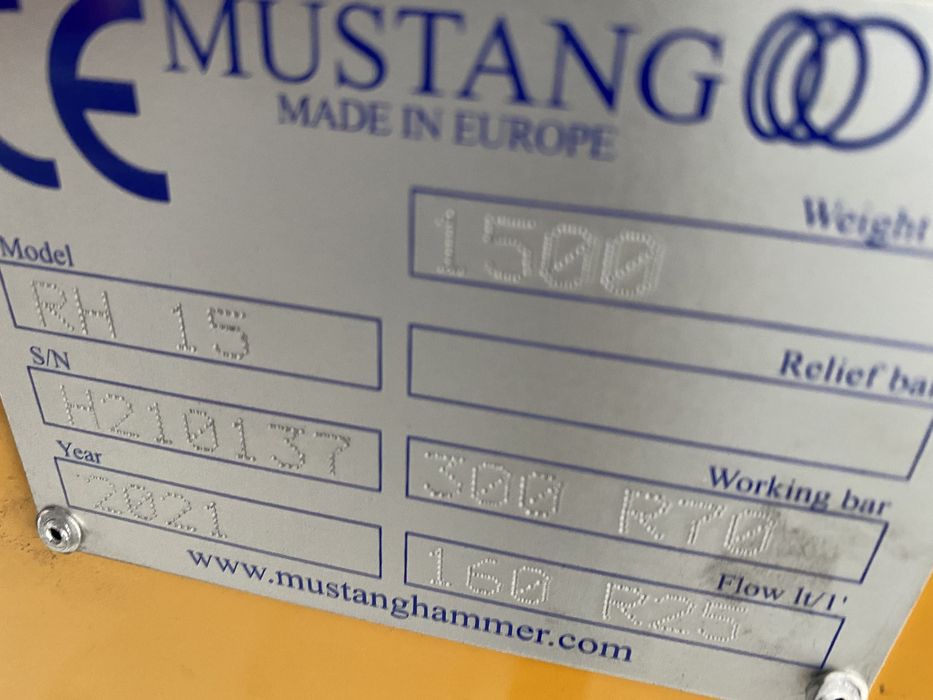 CE
MUSTANG
MADE IN EUROPE
Weight
1500
Model
RH 15
Relief bar
S/N
H210137
Working bar
300 R70
Year
2021
Flow lt/1'
160 R25
www.mustanghammer.com